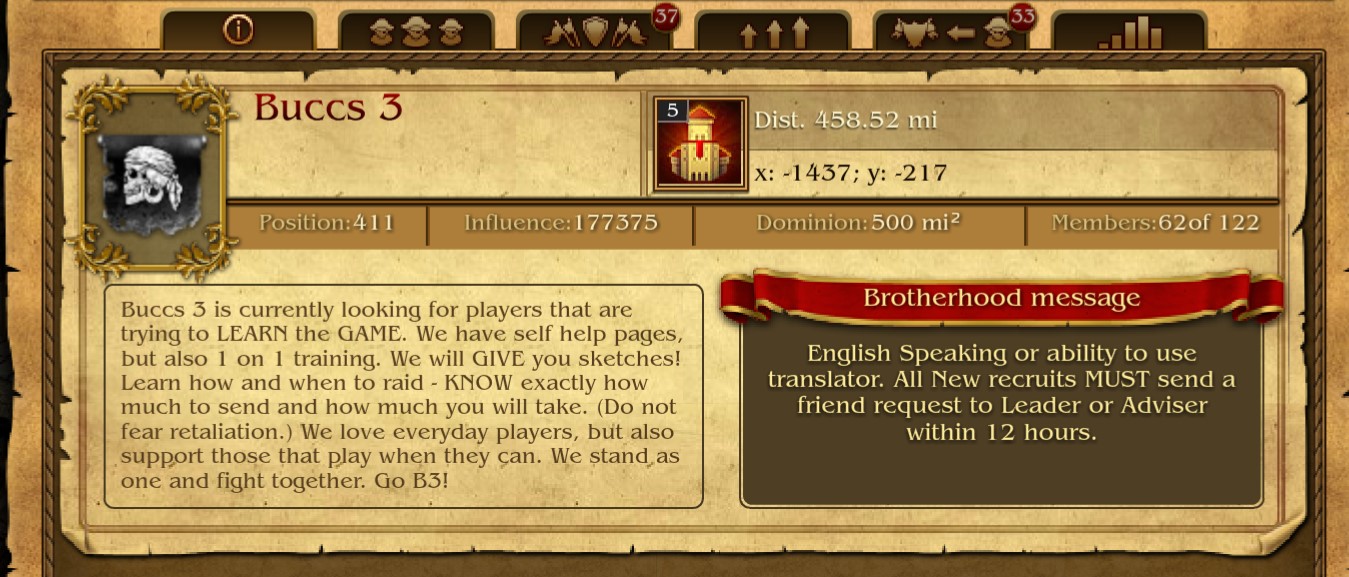 37
33
Buccs 3
5
Dist. 458.52 mi
x: -1437; y: -217
Position:411
Influence:177375
Dominion:500 mi²
Members:62of 122
Buccs 3 is currently looking for players that are
trying to LEARN the GAME. We have self help pages,
but also 1 on 1 training. We will GIVE you sketches!
Learn how and when to raid - KNOW exactly how
much to send and how much you will take. (Do not
fear retaliation.) We love everyday players, but also
support those that play when they can. We stand as
one and fight together. Go B3!
Brotherhood message
English Speaking or ability to use
translator. All New recruits MUST send a
friend request to Leader or Adviser
within 12 hours.